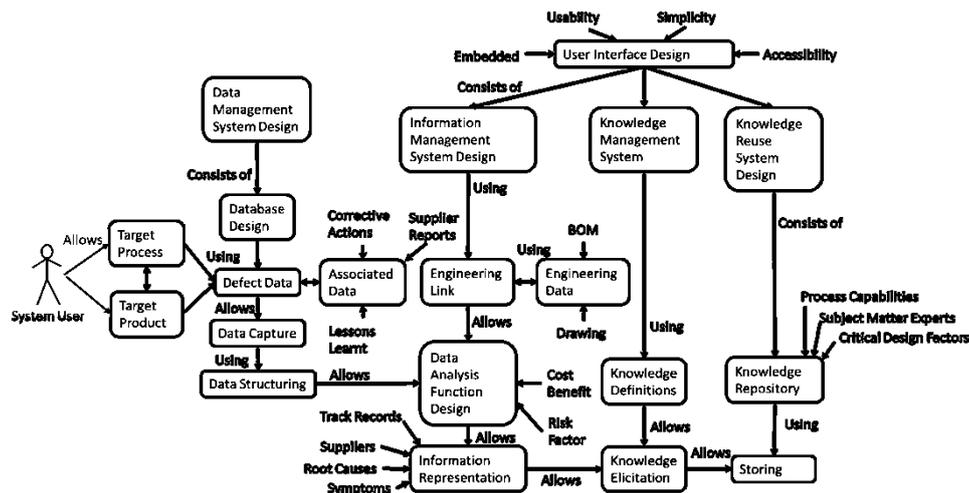 Usability
Simplicity
Embedded
User Interface Design
Accessibility
Consists of
Data
Management
System Design
Information
Management
System Design
Knowledge
Management
System
Knowledge
Reuse
System
Design
Consists of
Using
Consists of
Database
Design
Corrective
Actions
Supplier
Reports
BOM
Allows
Target
Process
Using
Using
Defect Data
Associated
Data
Engineering
Link
Engineering
Data
System User
Target
Product
Allows
Lessons
Learnt
Allows
Drawing
Process Capabilities
Subject Matter Experts
Critical Design Factors
Data Capture
Using
Using
Data Structuring
Allows
Data
Analysis
Function
Design
Cost
Benefit
Risk
Factor
Knowledge
Definitions
Knowledge
Repository
Track Records
Allows
Allows
Using
Suppliers
Root Causes
Symptoms
Information
Representation
Allows
Knowledge
Elicitation
Allows
Storing